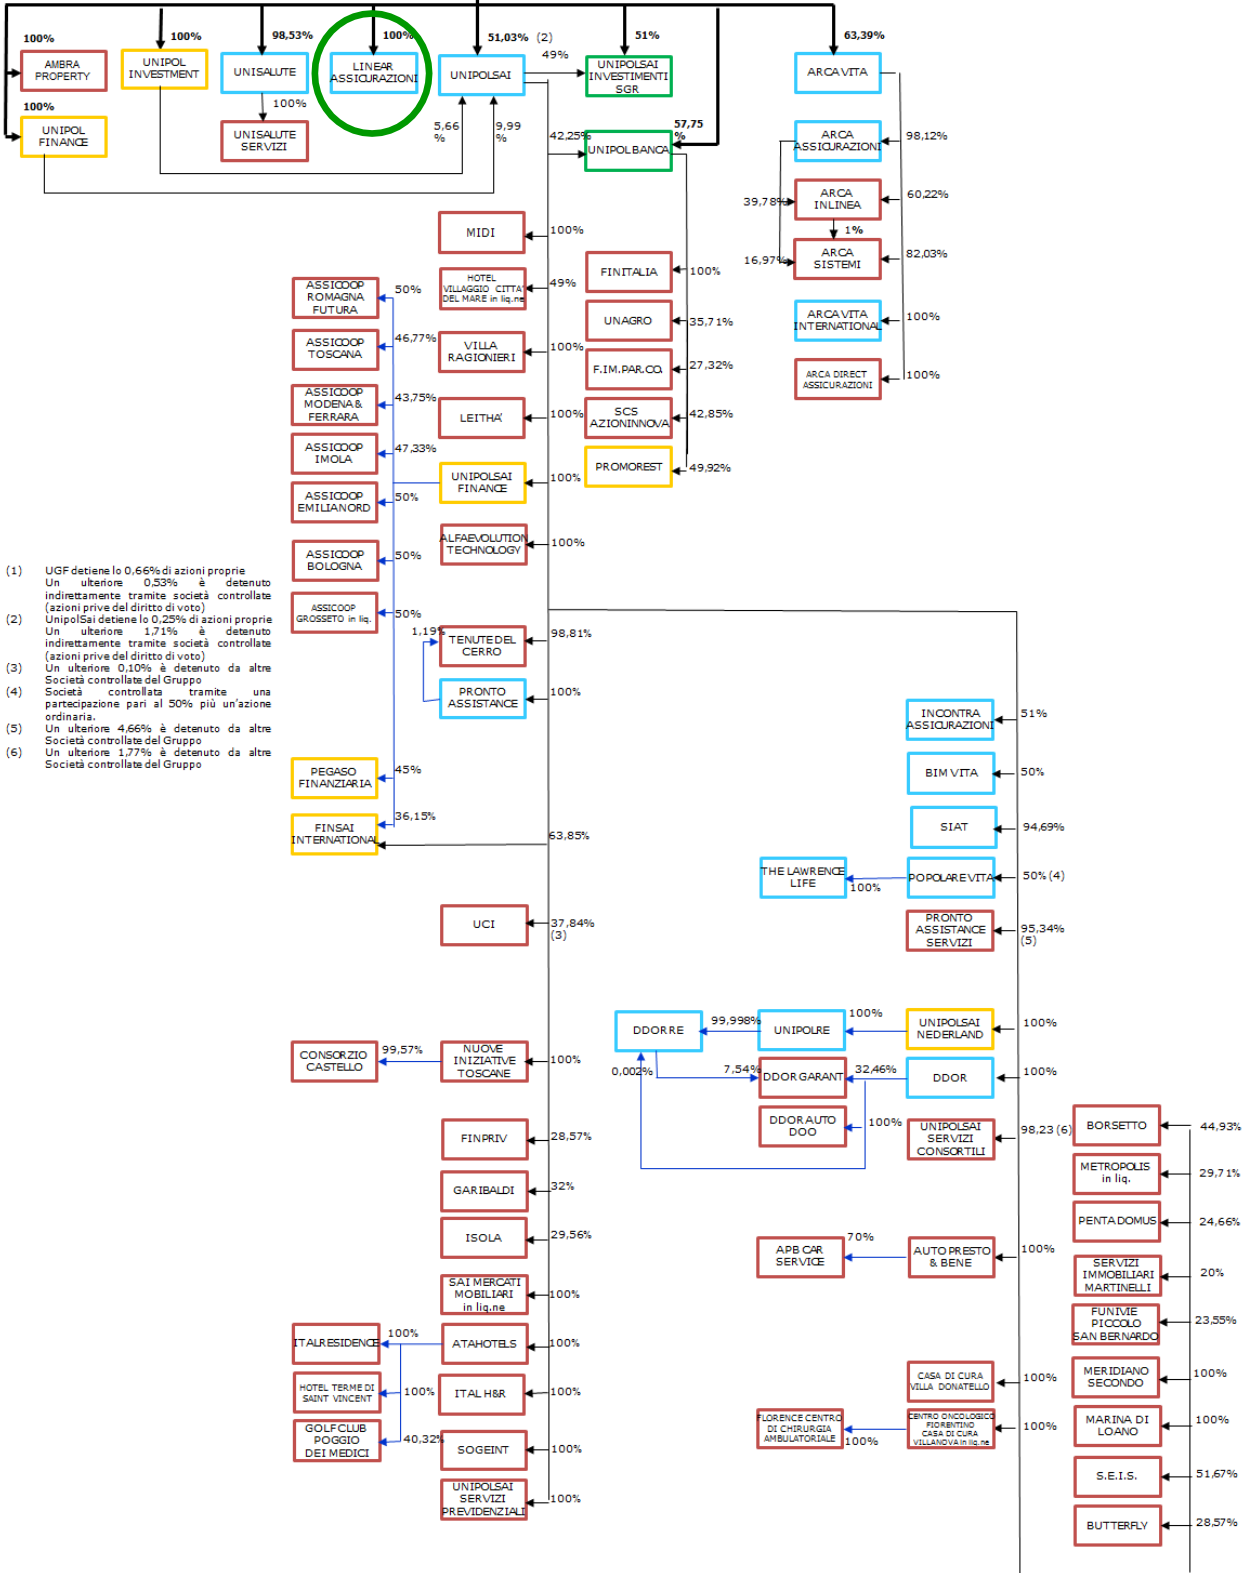 100%
100%
98,53%
100%
51,03% (2)
49%
51%
63,39%
AMBRA
PROPERTY
UNIPOL
INVESTMENT
UNISALUTE
LINEAR
ASSICURAZIONI
UNIPOLSAI
UNIPOLSAI
INVESTIMENTI
SGR
ARCA VITA
100%
UNIPOL
FINANCE
100%
UNISALUTE
SERVIZI
5,66
%
9,99
%
42,25%
57,75
%
UNIPOL BANCA
ARCA
ASSICURAZIONI
98,12%
39,78%
ARCA
INLINEA
60,22%
1%
16,97%
ARCA
SISTEMI
82,03%
ARCA VITA
INTERNATIONAL
100%
ARCA DIRECT
ASSICURAZIONI
100%
MIDI
100%
HOTEL
VILLAGGIO CITTA'
DEL MARE in liq.ne
49%
VILLA
RAGIONIERI
100%
LEITHA'
100%
UNIPOLSAI
FINANCE
100%
ALFAEVOLUTION
TECHNOLOGY
100%
FINITALIA
100%
UNAGRO
35,71%
F.IM.PAR.CO.
27,32%
SCS
AZIONINNOVA
42,85%
PROMOREST
49,92%
ASSICOOP
ROMAGNA
FUTURA
50%
ASSICOOP
TOSCANA
46,77%
ASSICOOP
MODENA &
FERRARA
43,75%
ASSICOOP
IMOLA
47,33%
ASSICOOP
EMILIA NORD
50%
ASSICOOP
BOLOGNA
50%
ASSICOOP
GROSSETO in liq.
50%
(1) UGF detiene lo 0,66% di azioni proprie
Un ulteriore 0,53% è detenuto
indirettamente tramite società controllate
(azioni prive del diritto di voto)
(2) UnipolSai detiene lo 0,25% di azioni proprie
Un ulteriore 1,71% è detenuto
indirettamente tramite società controllate
(azioni prive del diritto di voto)
(3) Un ulteriore 0,10% è detenuto da altre
Società controllate del Gruppo
(4) Società controllata tramite una
partecipazione pari al 50% più un'azione
ordinaria.
(5) Un ulteriore 4,66% è detenuto da altre
Società controllate del Gruppo
(6) Un ulteriore 1,77% è detenuto da altre
Società controllate del Gruppo
1,19%
TENUTE DEL
CERRO
98,81%
PRONTO
ASSISTANCE
100%
PEGASO
FINANZIARIA
45%
FINSAI
INTERNATIONAL
36,15%
63,85%
INCONTRA
ASSICURAZIONI
51%
BIM VITA
50%
SIAT
94,69%
THE LAWRENCE
LIFE
100%
POPOLARE VITA
50% (4)
UCI
37,84%
(3)
PRONTO
ASSISTANCE
SERVIZI
95,34%
(5)
DDOR RE
99,998%
UNIPOLRE
100%
UNIPOLSAI
NEDERLAND
100%
CONSORZIO
CASTELLO
99,57%
NUOVE
INIZIATIVE
TOSCANE
100%
0,002%
7,54%
DDOR GARANT
32,46%
DDOR
100%
DDOR AUTO
DOO
100%
UNIPOLSAI
SERVIZI
CONSORTILI
98,23 (6)
FINPRIV
28,57%
GARIBALDI
32%
ISOLA
29,56%
SAI MERCATI
MOBILIARI
in liq.ne
100%
ITALRESIDENCE
100%
ATAHOTELS
100%
HOTEL TERME DI
SAINT VINCENT
100%
ITAL H&R
100%
GOLF CLUB
POGGIO
DEI MEDICI
40,32%
SOGEINT
100%
UNIPOLSAI
SERVIZI
PREVIDENZIALI
100%
APB CAR
SERVICE
70%
AUTO PRESTO
& BENE
100%
CASA DI CURA
VILLA DONATELLO
100%
FLORENCE CENTRO
DI CHIRURGIA
AMBULATORIALE
100%
CENTRO ONCOLOGICO
FIORENTINO
CASA DI CURA
VILLANOVA in liq.ne
100%
BORSETTO
44,93%
METROPOLIS
in liq.
29,71%
PENTA DOMUS
24,66%
SERVIZI
IMMOBILIARI
MARTINELLI
20%
FUNIVIE
PICCOLO
SAN BERNARDO
23,55%
MERIDIANO
SECONDO
100%
MARINA DI
LOANO
100%
S.E.I.S.
51,67%
BUTTERFLY
28,57%